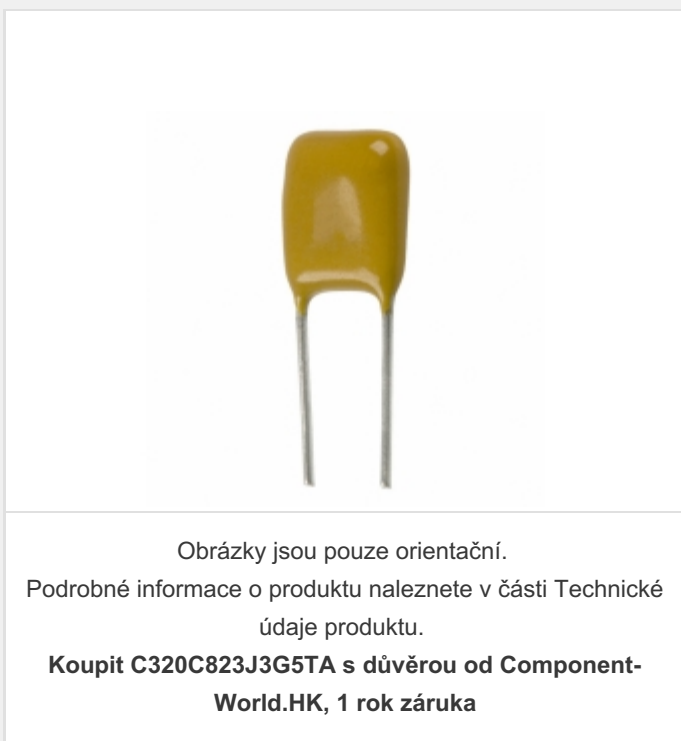 Obrázky jsou pouze orientační.
Podrobné informace o produktu naleznete v části Technické
údaje produktu.
Koupit C320C823J3G5TA s důvěrou od Component-
World.HK, 1 rok záruka